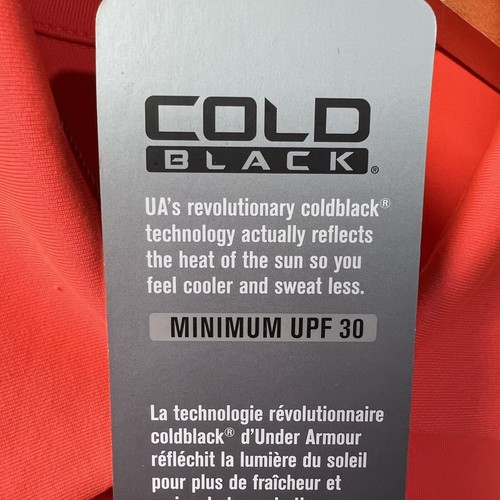 COLD
BLACK®
UA's revolutionary coldblack®
technology actually reflects
the heat of the sun so you
feel cooler and sweat less.
MINIMUM UPF 30
La technologie révolutionnaire
coldblack® d'Under Armour
réfléchit la lumière du soleil
pour plus de fraîcheur et